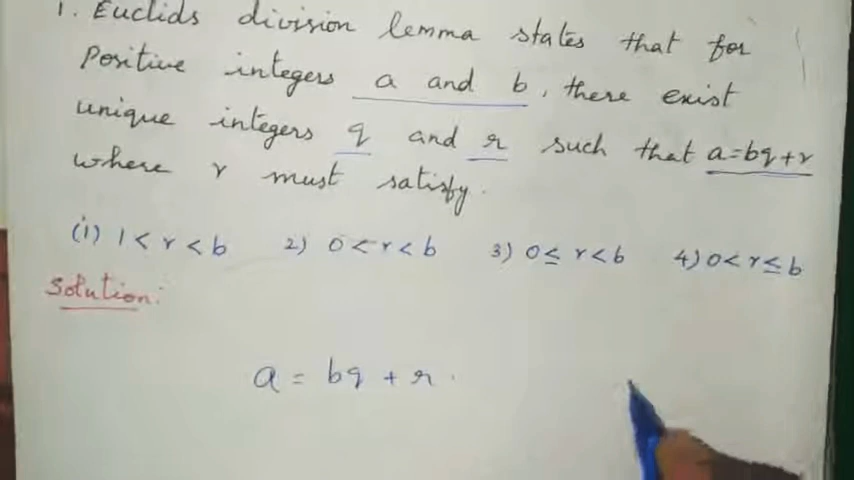 1. Euclids division lemma states that for
Positive integers a and b, there exist
unique integers q and r such that a=bq+r
where r must satisfy.
(1) 1 < r < b 2) 0 < r < b 3) 0 ≤ r < b 4) 0 < r ≤ b
Solution:
a = bq + r.